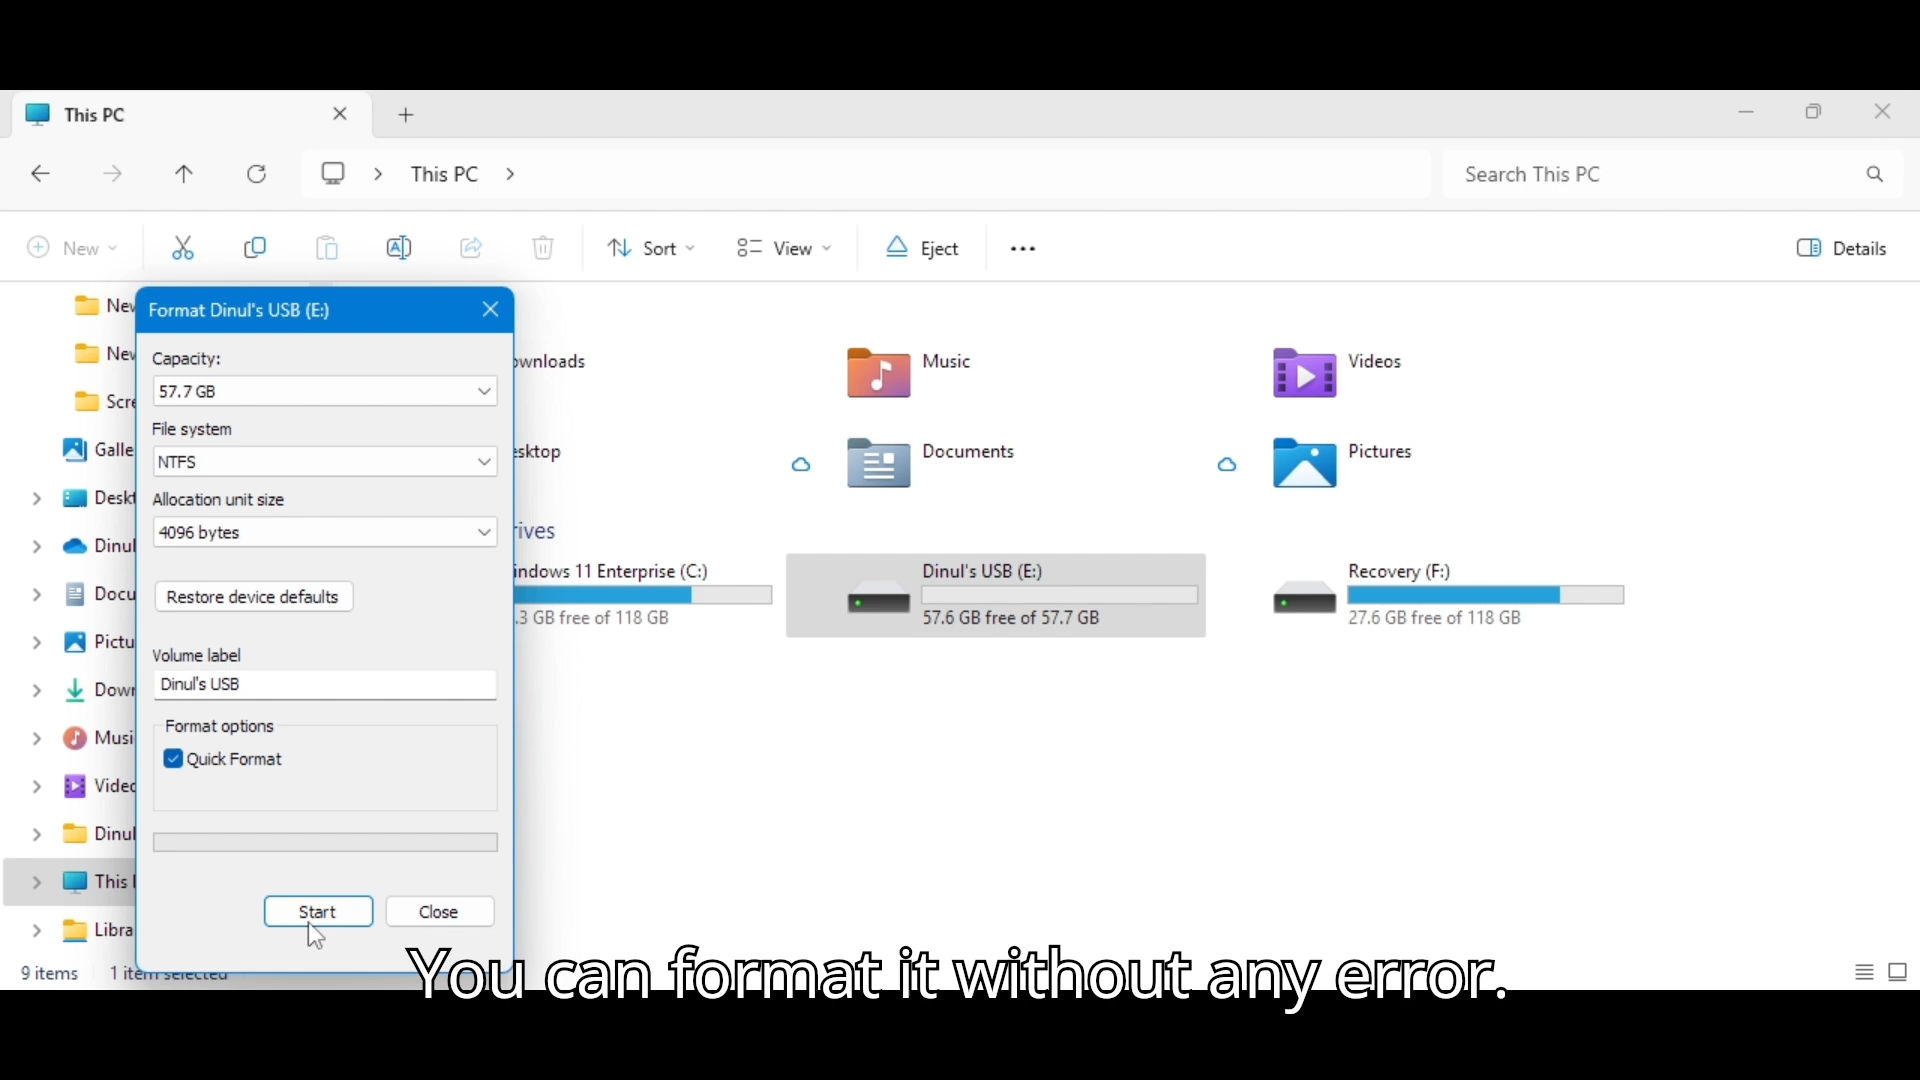 This PC
This PC
Search This PC
New
Sort
View
Eject
Details
Format Dinul's USB (E:)
Capacity:
57.7 GB
File system
NTFS
Allocation unit size
4096 bytes
Restore device defaults
Volume label
Dinul's USB
Format options
Quick Format
Start
Close
New
New
Scre
Galle
Deskt
Dinul
Docu
Pictu
Dowr
Musi
Videc
Dinul
This
Libra
ownloads
Music
Videos
esktop
Documents
Pictures
rives
indows 11 Enterprise (C:)
.3 GB free of 118 GB
Dinul's USB (E:)
57.6 GB free of 57.7 GB
Recovery (F:)
27.6 GB free of 118 GB
9 items
1 item selected
You can format it without any error.